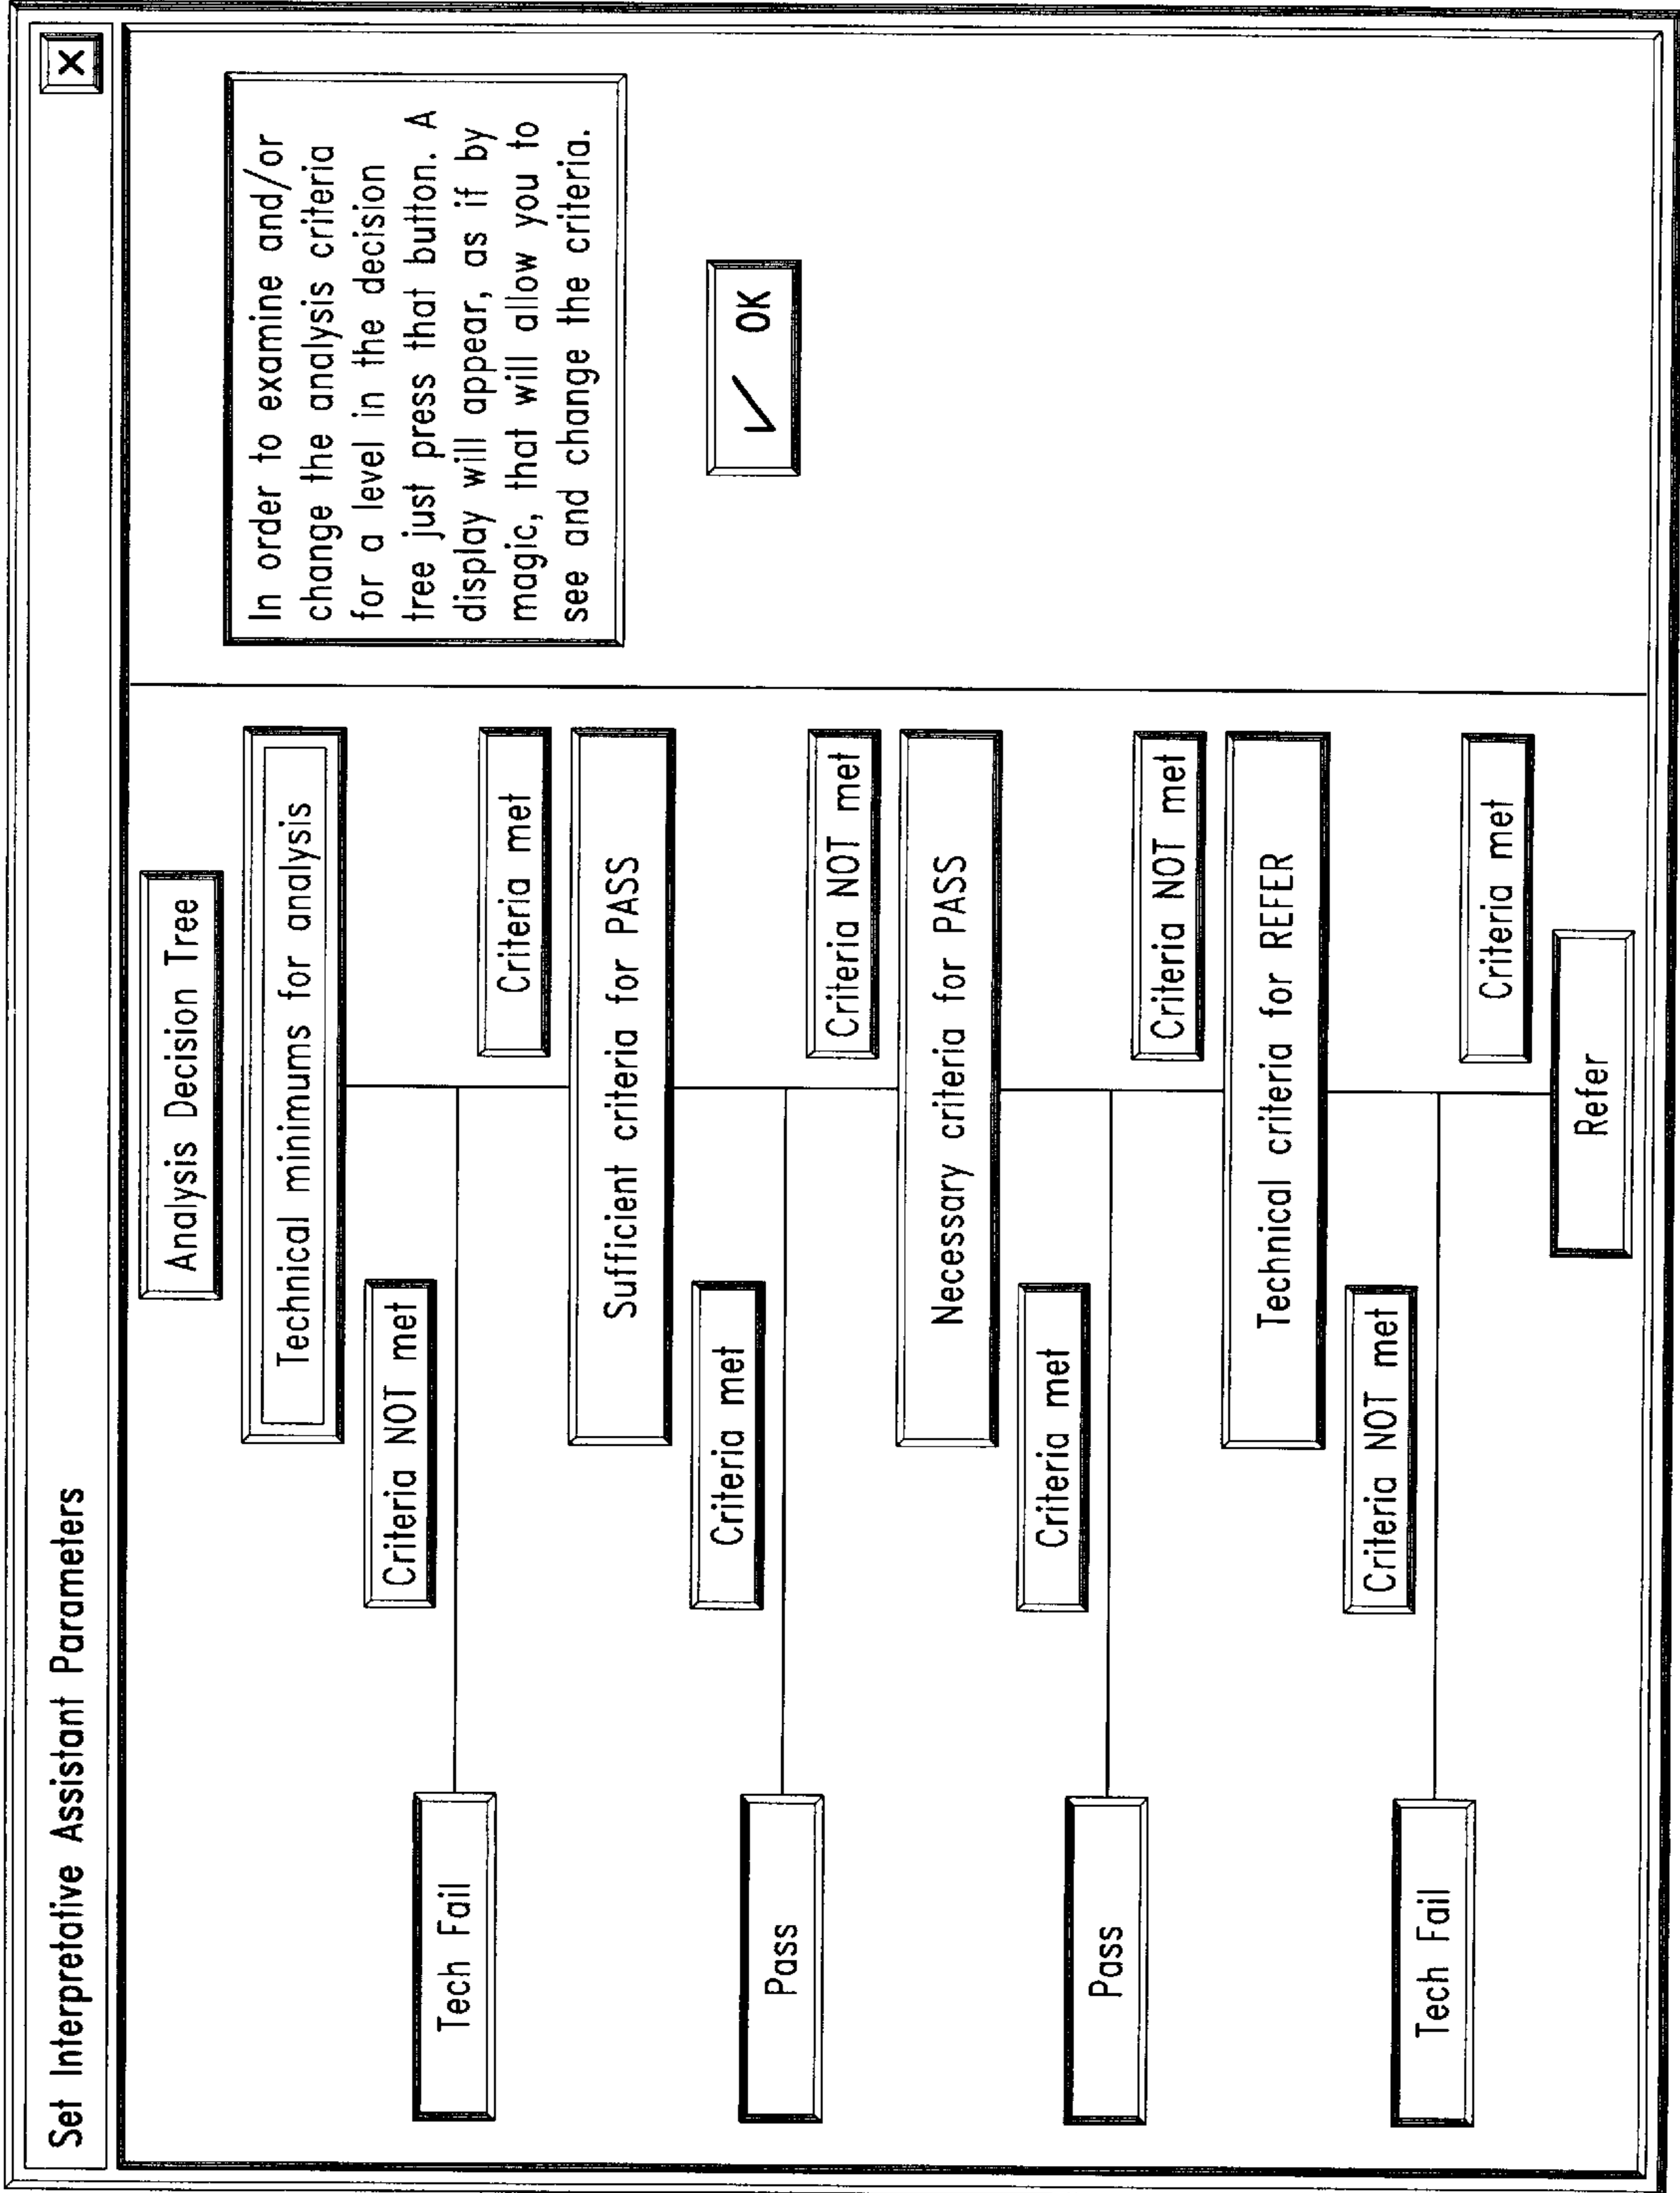 Set Interpretative Assistant Parameters
X
Analysis Decision Tree
Technical minimums for analysis
Criteria NOT met
Tech Fail
Criteria met
Sufficient criteria for PASS
Criteria met
Pass
Criteria NOT met
Necessary criteria for PASS
Criteria met
Pass
Criteria NOT met
Technical criteria for REFER
Criteria NOT met
Tech Fail
Criteria met
Refer
In order to examine and/or
change the analysis criteria
for a level in the decision
tree just press that button. A
display will appear, as if by
magic, that will allow you to
see and change the criteria.
✓ OK